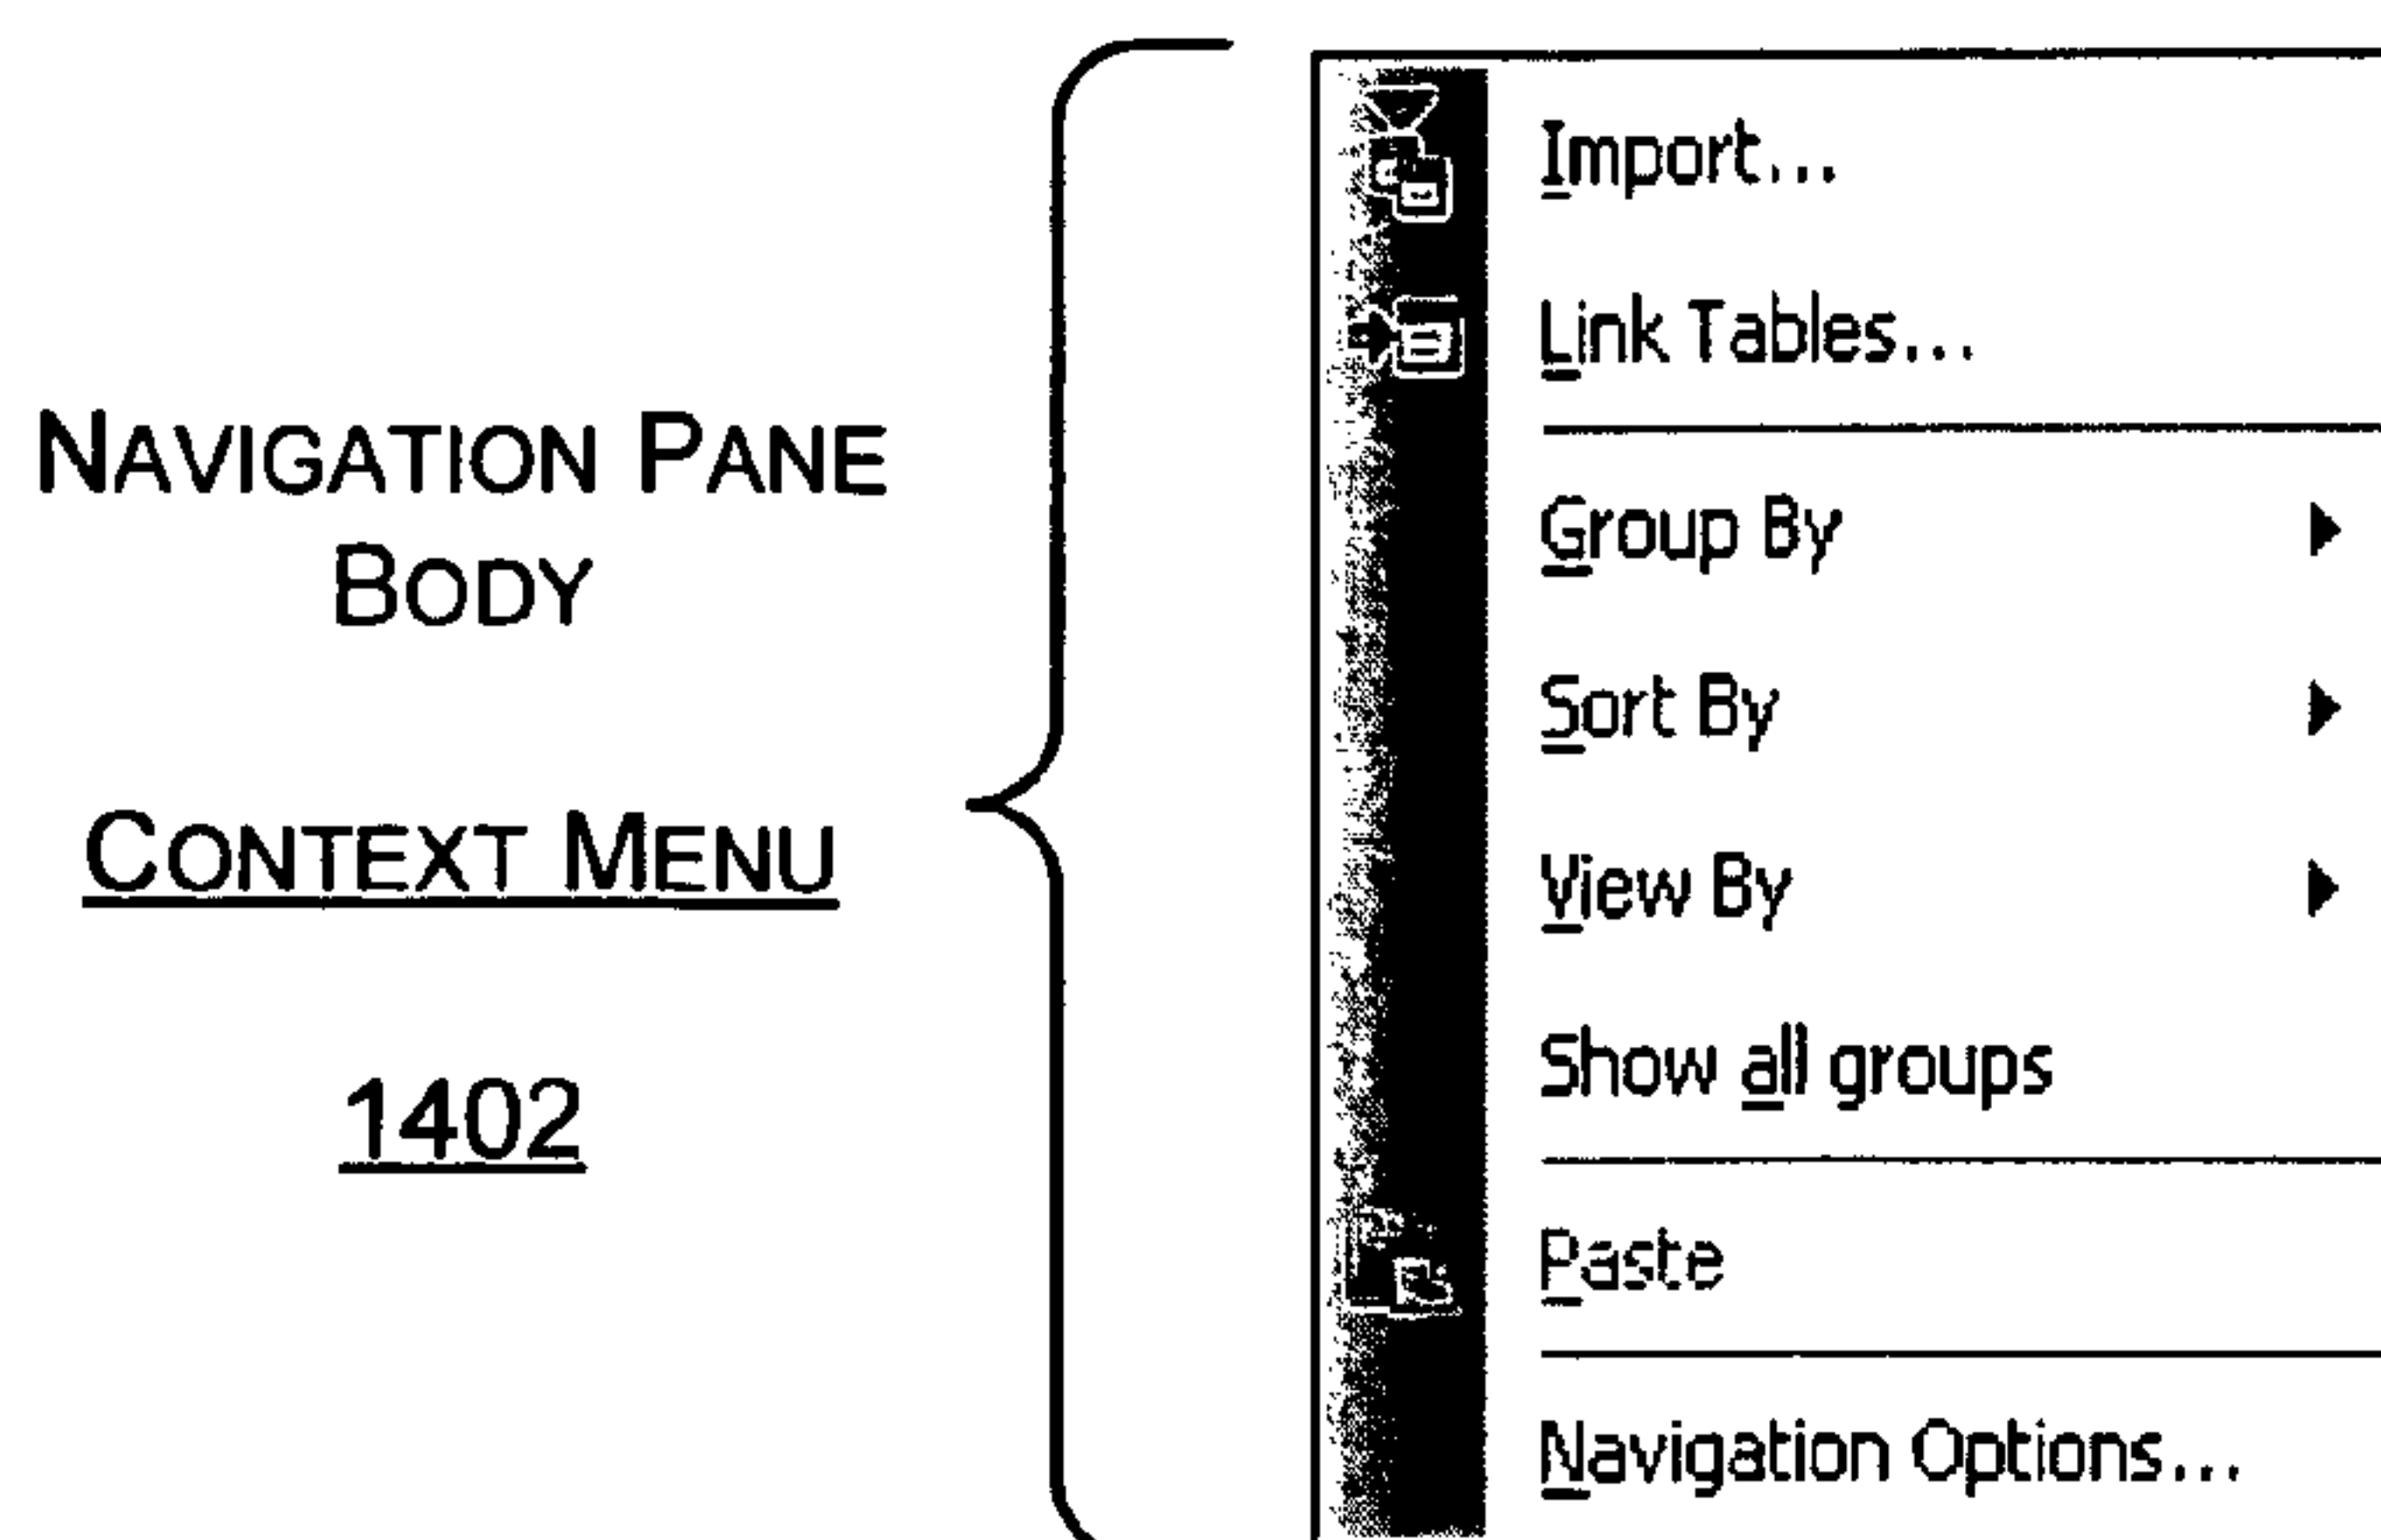 NAVIGATION PANE
BODY
CONTEXT MENU
1402
Import...
Link Tables...
Group By
Sort By
View By
Show all groups
Paste
Navigation Options...